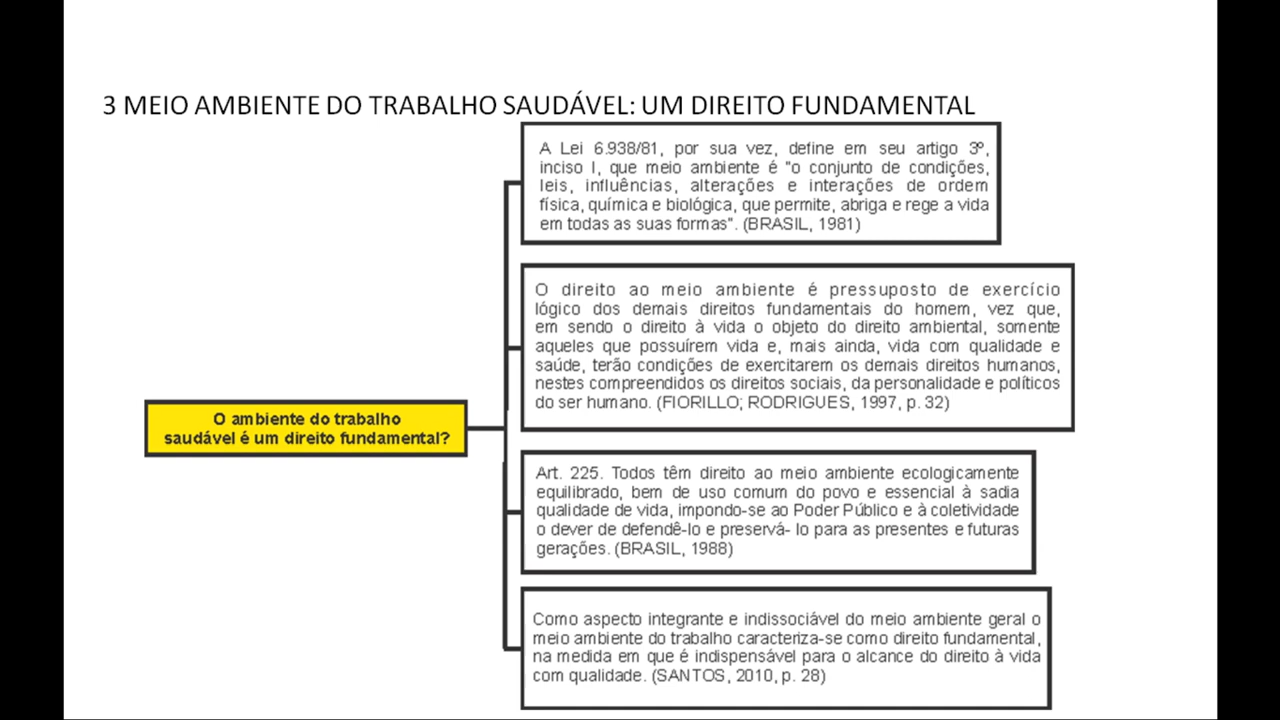 3 MEIO AMBIENTE DO TRABALHO SAUDÁVEL: UM DIREITO FUNDAMENTAL
A Lei 6.938/81, por sua vez, define em seu artigo 3º,
inciso I, que meio ambiente é "o conjunto de condições,
leis, influências, alterações e interações de ordem
física, química e biológica, que permite, abriga e rege a vida
em todas as suas formas". (BRASIL, 1981)
O direito ao meio ambiente é pressuposto de exercício
lógico dos demais direitos fundamentais do homem, vez que,
em sendo o direito à vida o objeto do direito ambiental, somente
aqueles que possuírem vida e, mais ainda, vida com qualidade e
saúde, terão condições de exercitarem os demais direitos humanos,
nestes compreendidos os direitos sociais, da personalidade e políticos
do ser humano. (FIORILLO; RODRIGUES, 1997, p. 32)
O ambiente do trabalho
saudável é um direito fundamental?
Art. 225. Todos têm direito ao meio ambiente ecologicamente
equilibrado, bem de uso comum do povo e essencial à sadia
qualidade de vida, impondo-se ao Poder Público e à coletividade
o dever de defendê-lo e preservá- lo para as presentes e futuras
gerações. (BRASIL, 1988)
Como aspecto integrante e indissociável do meio ambiente geral o
meio ambiente do trabalho caracteriza-se como direito fundamental,
na medida em que é indispensável para o alcance do direito à vida
com qualidade. (SANTOS, 2010, p. 28)